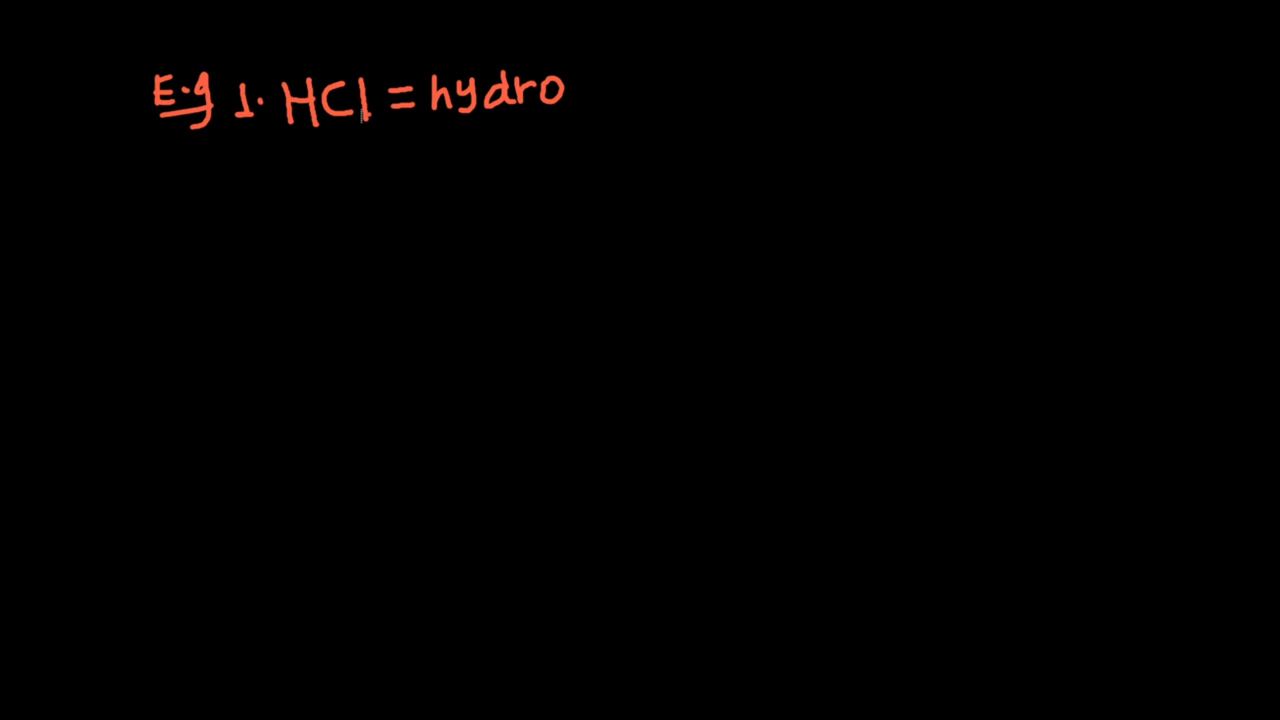 E.g 1. HCl = hydro